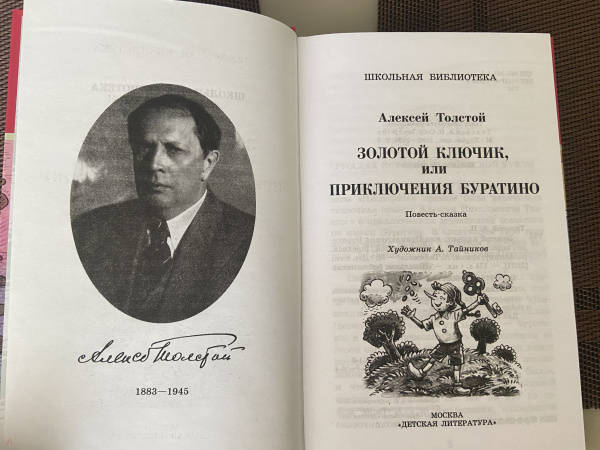 Алексей Толстой
1883—1945
ШКОЛЬНАЯ БИБЛИОТЕКА
Алексей Толстой
ЗОЛОТОЙ КЛЮЧИК,
ИЛИ
ПРИКЛЮЧЕНИЯ БУРАТИНО
Повесть-сказка
Художник А. Тайников
МОСКВА
«ДЕТСКАЯ ЛИТЕРАТУРА»